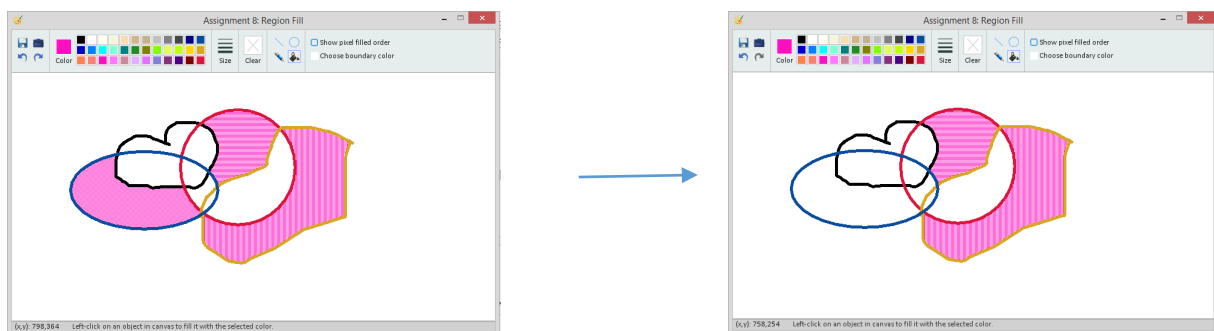 Assignment 8: Region Fill
Color
Size
Clear
Show pixel filled order
Choose boundary color
(x,y): 798,364 Left-click on an object in canvas to fill it with the selected color.
Assignment 8: Region Fill
Color
Size
Clear
Show pixel filled order
Choose boundary color
(x,y): 758,254 Left-click on an object in canvas to fill it with the selected color.